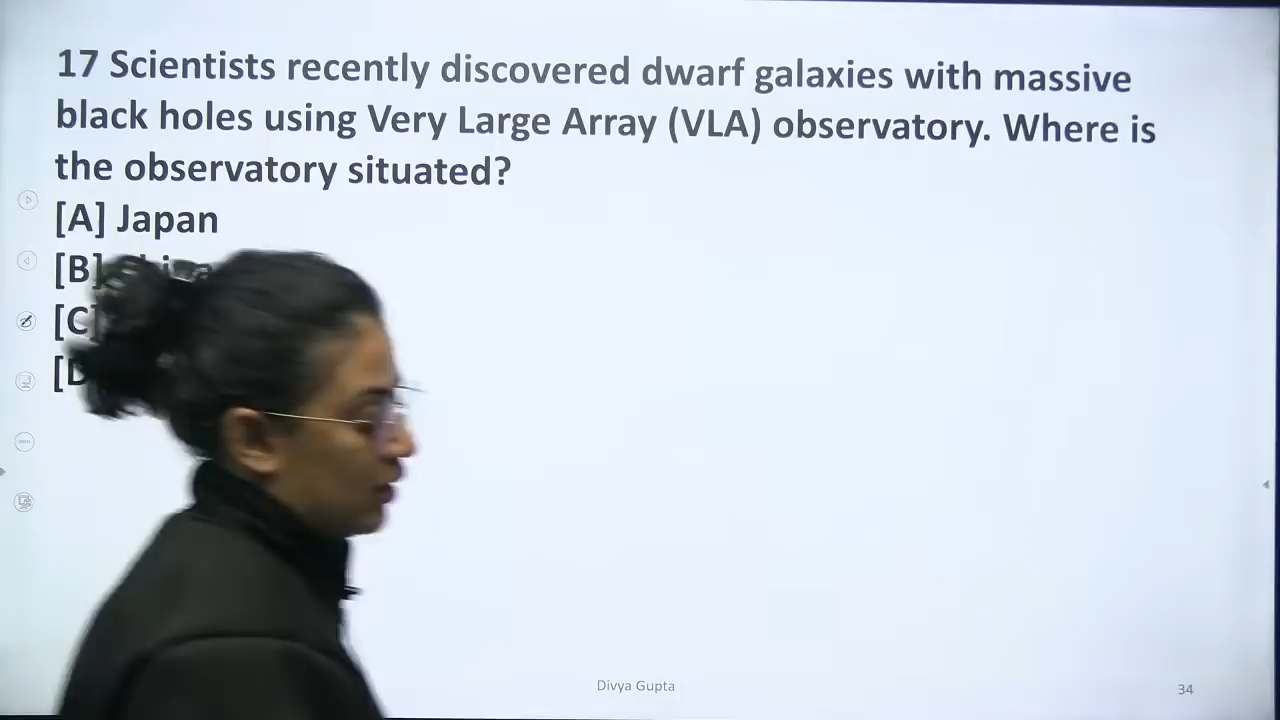 17 Scientists recently discovered dwarf galaxies with massive
black holes using Very Large Array (VLA) observatory. Where is
the observatory situated?
[A] Japan
[B]
[C]
[D
Divya Gupta
34